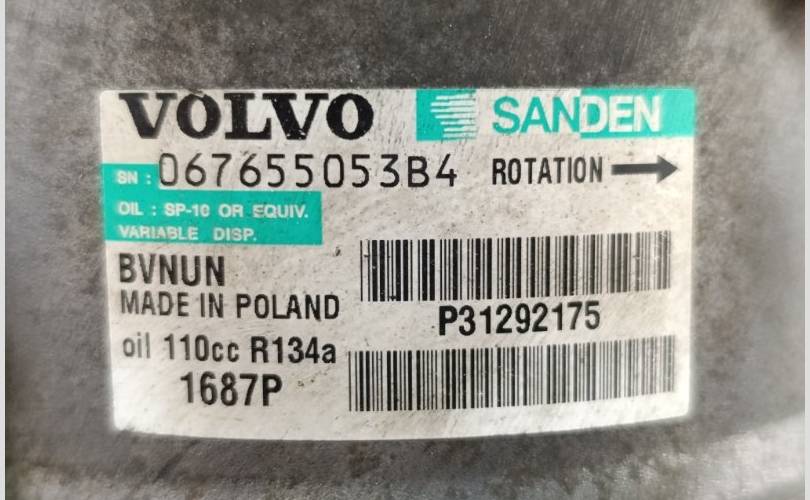 VOLVO SANDEN
SN : 067655053B4 ROTATION
OIL : SP-10 OR EQUIV.
VARIABLE DISP.
BVNUN
MADE IN POLAND
P31292175
oil 110cc R134a
1687P